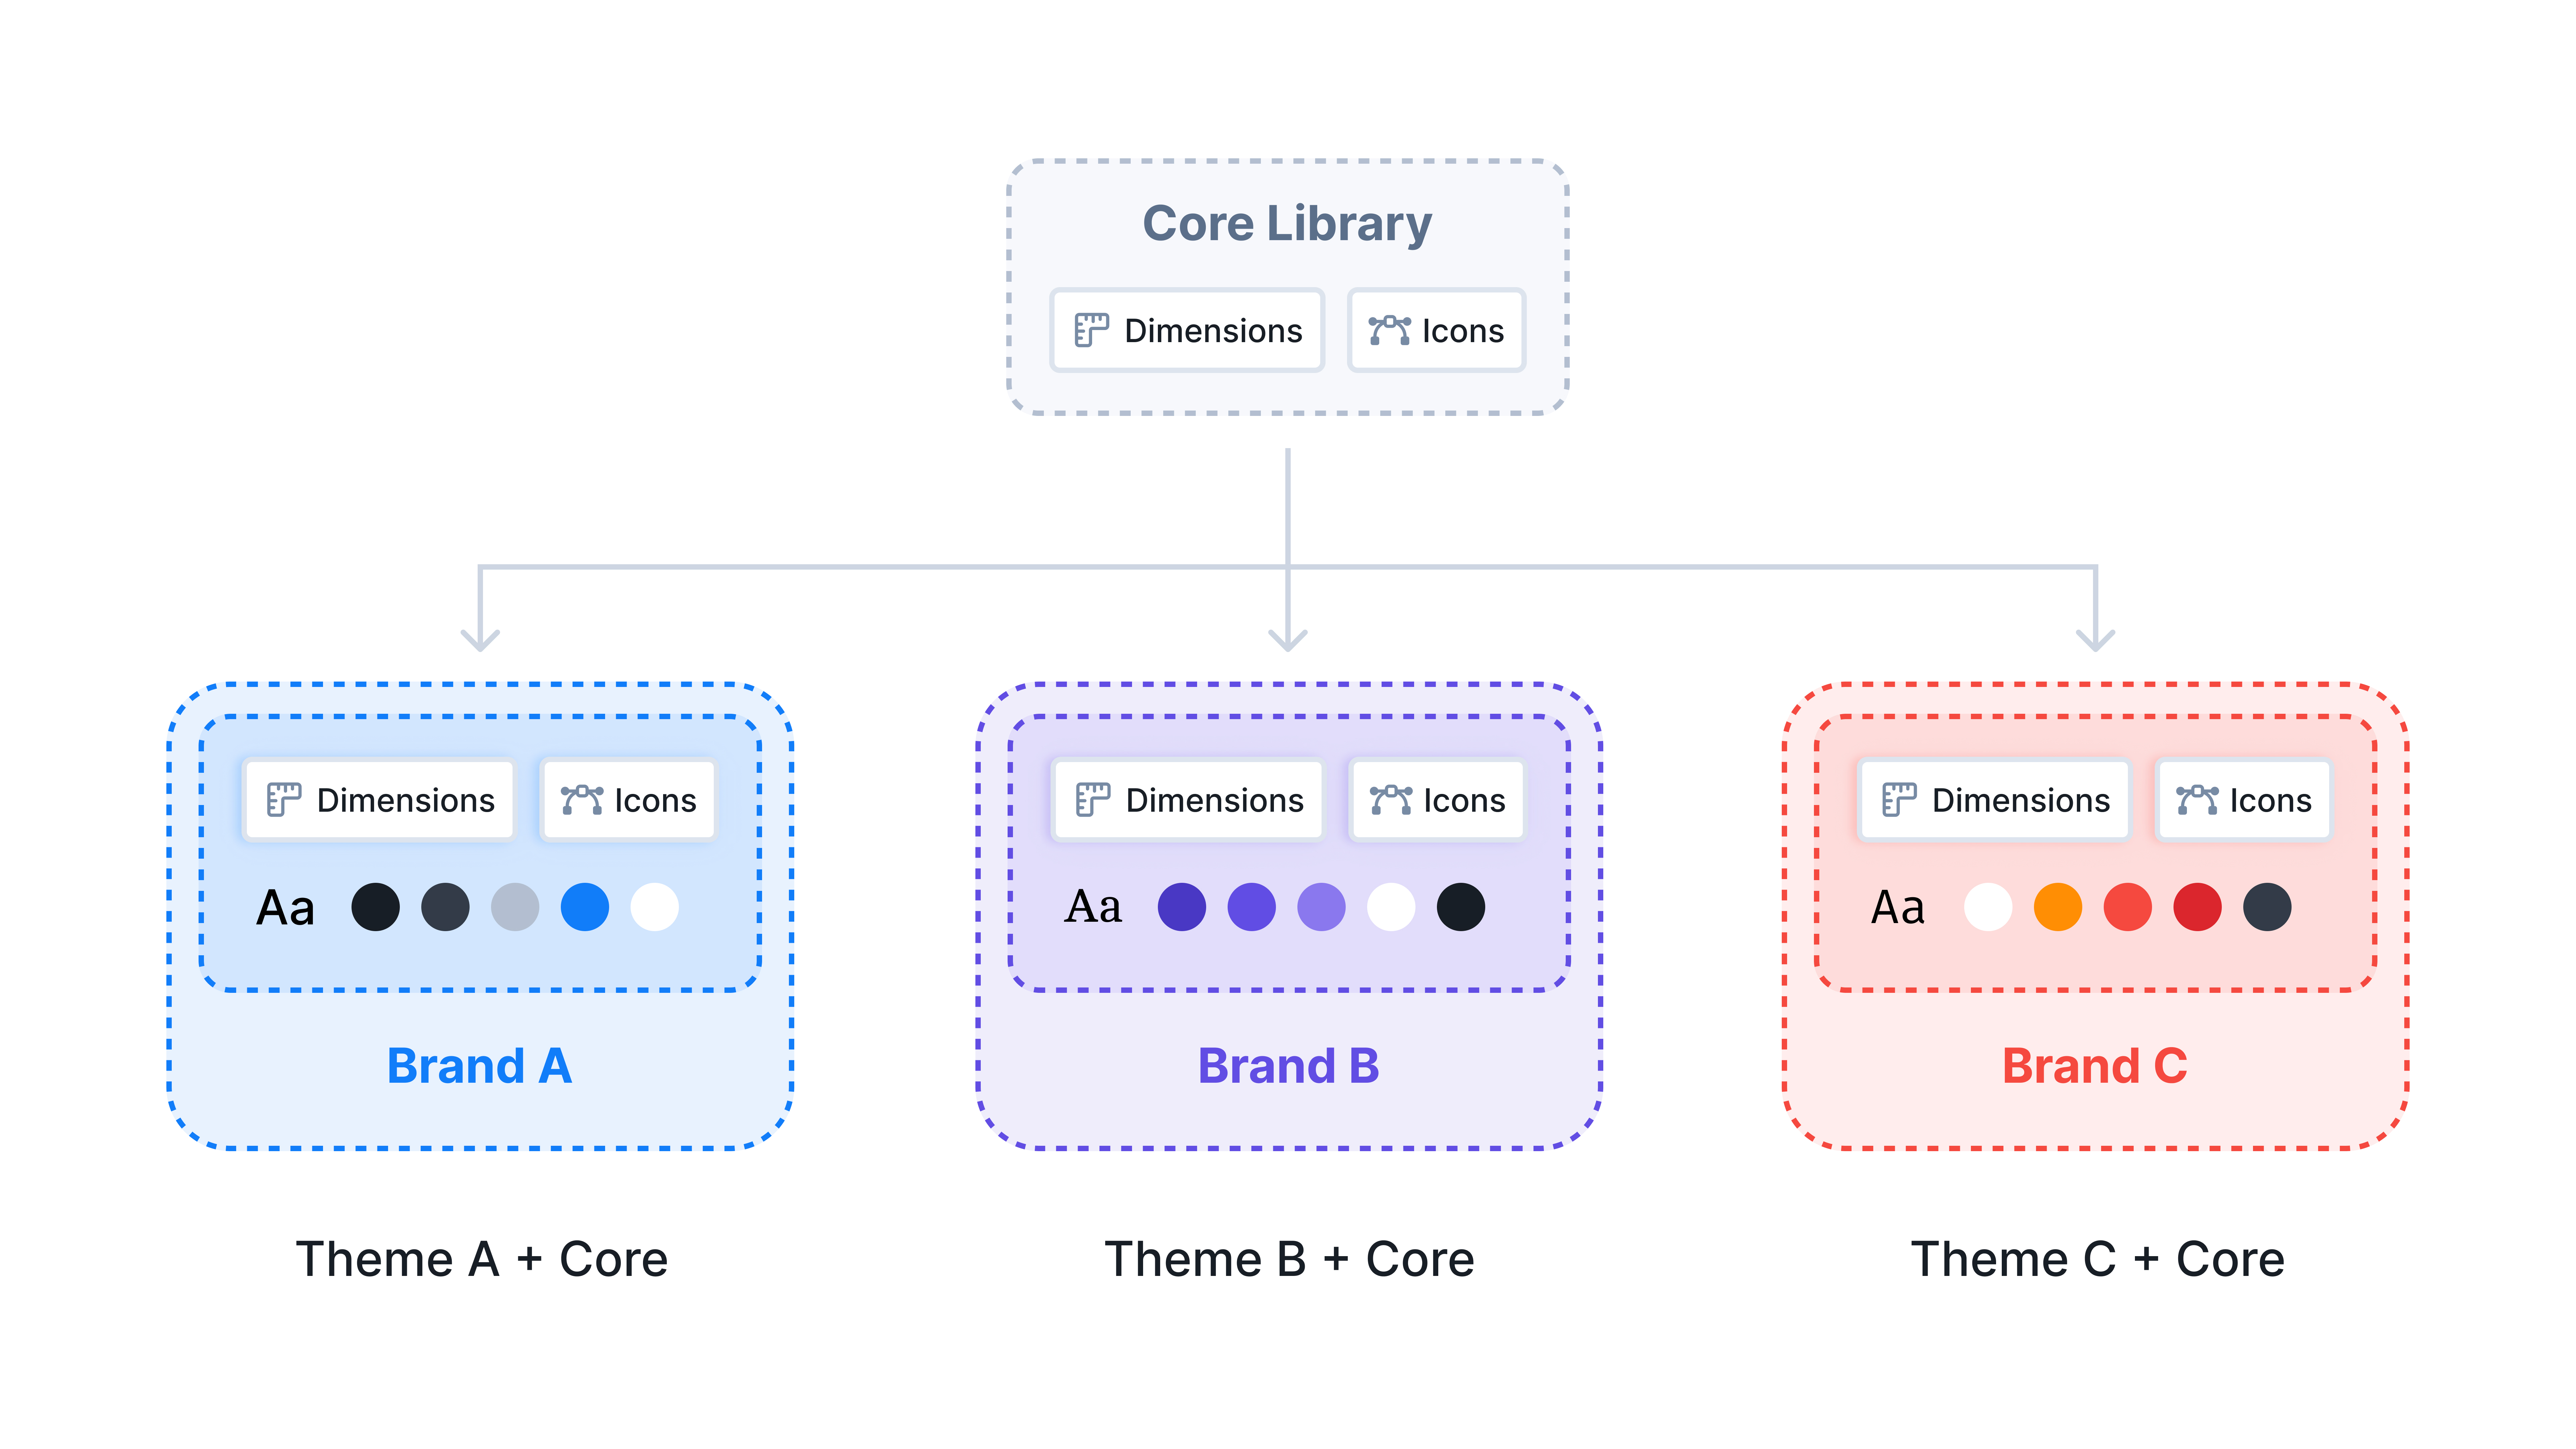 Core Library
Dimensions Icons
Dimensions Icons
Aa
Brand A
Theme A + Core
Dimensions Icons
Aa
Brand B
Theme B + Core
Dimensions Icons
Aa
Brand C
Theme C + Core